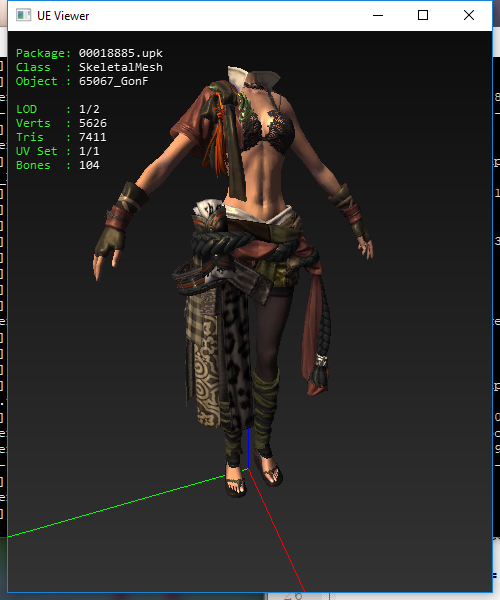 UE Viewer
Package: 00018885.upk
Class : SkeletalMesh
Object : 65067_GonF
LOD : 1/2
Verts : 5626
Tris : 7411
UV Set : 1/1
Bones : 104
26